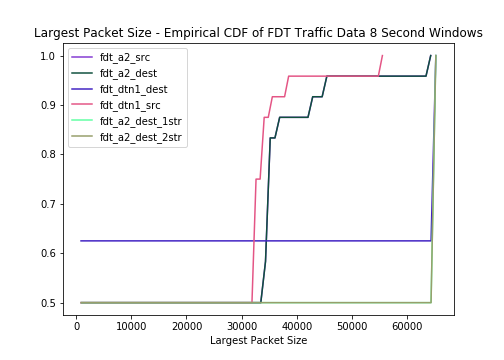 Largest Packet Size - Empirical CDF of FDT Traffic Data 8 Second Windows
fdt_a2_src
fdt_a2_dest
fdt_dtn1_dest
fdt_dtn1_src
fdt_a2_dest_1str
fdt_a2_dest_2str
1.0
0.9
0.8
0.7
0.6
0.5
0
10000
20000
30000
40000
50000
60000
Largest Packet Size